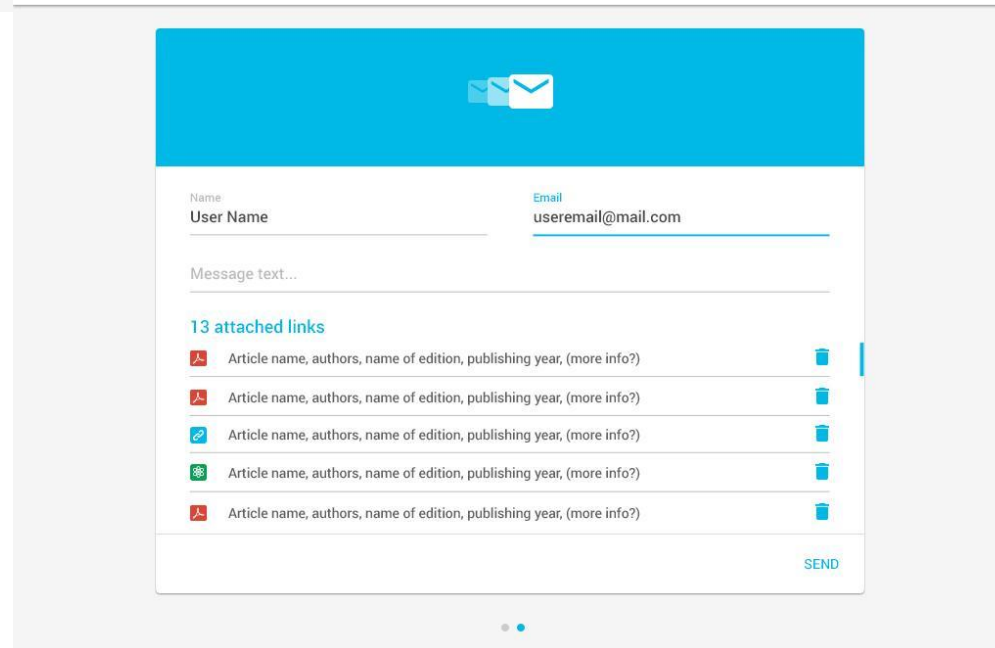 Name
Email
User Name
useremail@mail.com
Message text...
13 attached links
Article name, authors, name of edition, publishing year, (more info?)
Article name, authors, name of edition, publishing year, (more info?)
Article name, authors, name of edition, publishing year, (more info?)
Article name, authors, name of edition, publishing year, (more info?)
Article name, authors, name of edition, publishing year, (more info?)
SEND